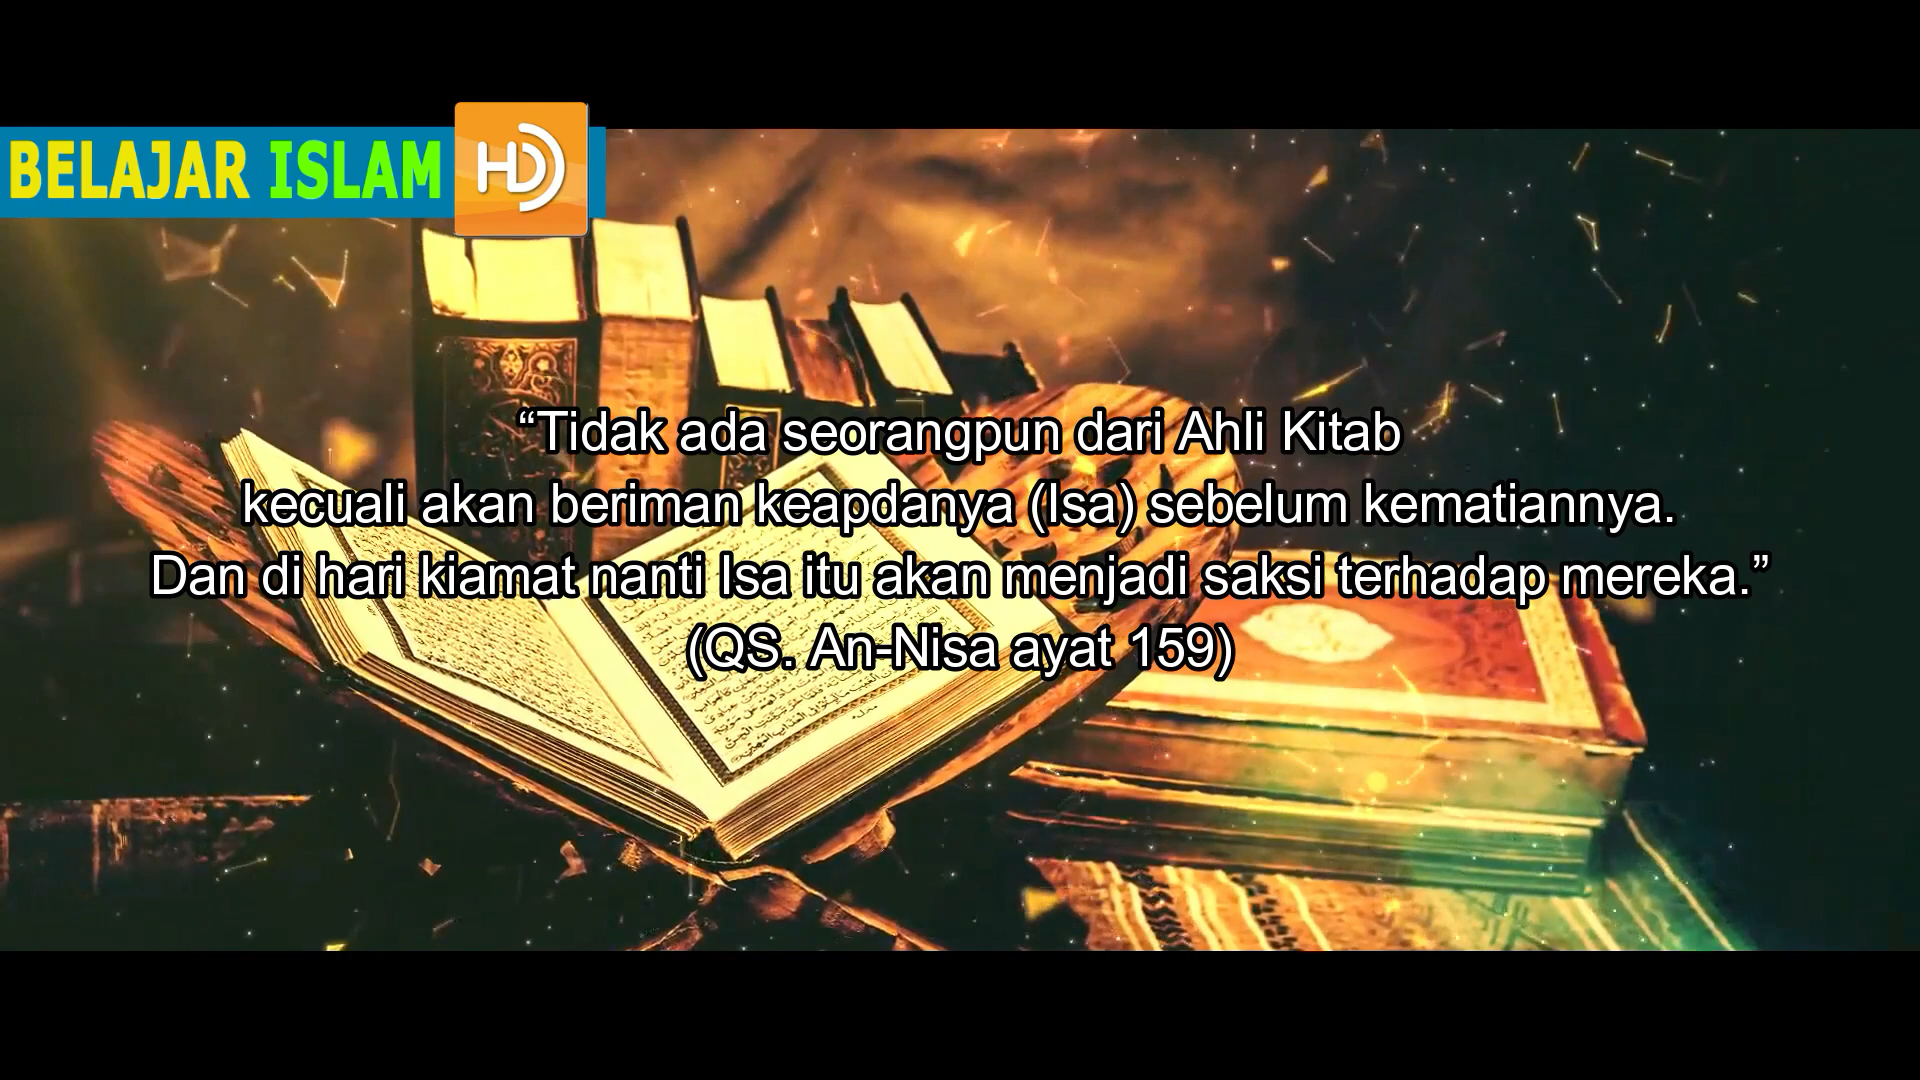 BELAJAR ISLAM HD
“Tidak ada seorangpun dari Ahli Kitab
kecuali akan beriman keapdanya (Isa) sebelum kematiannya.
Dan di hari kiamat nanti Isa itu akan menjadi saksi terhadap mereka.”
(QS. An-Nisa ayat 159)